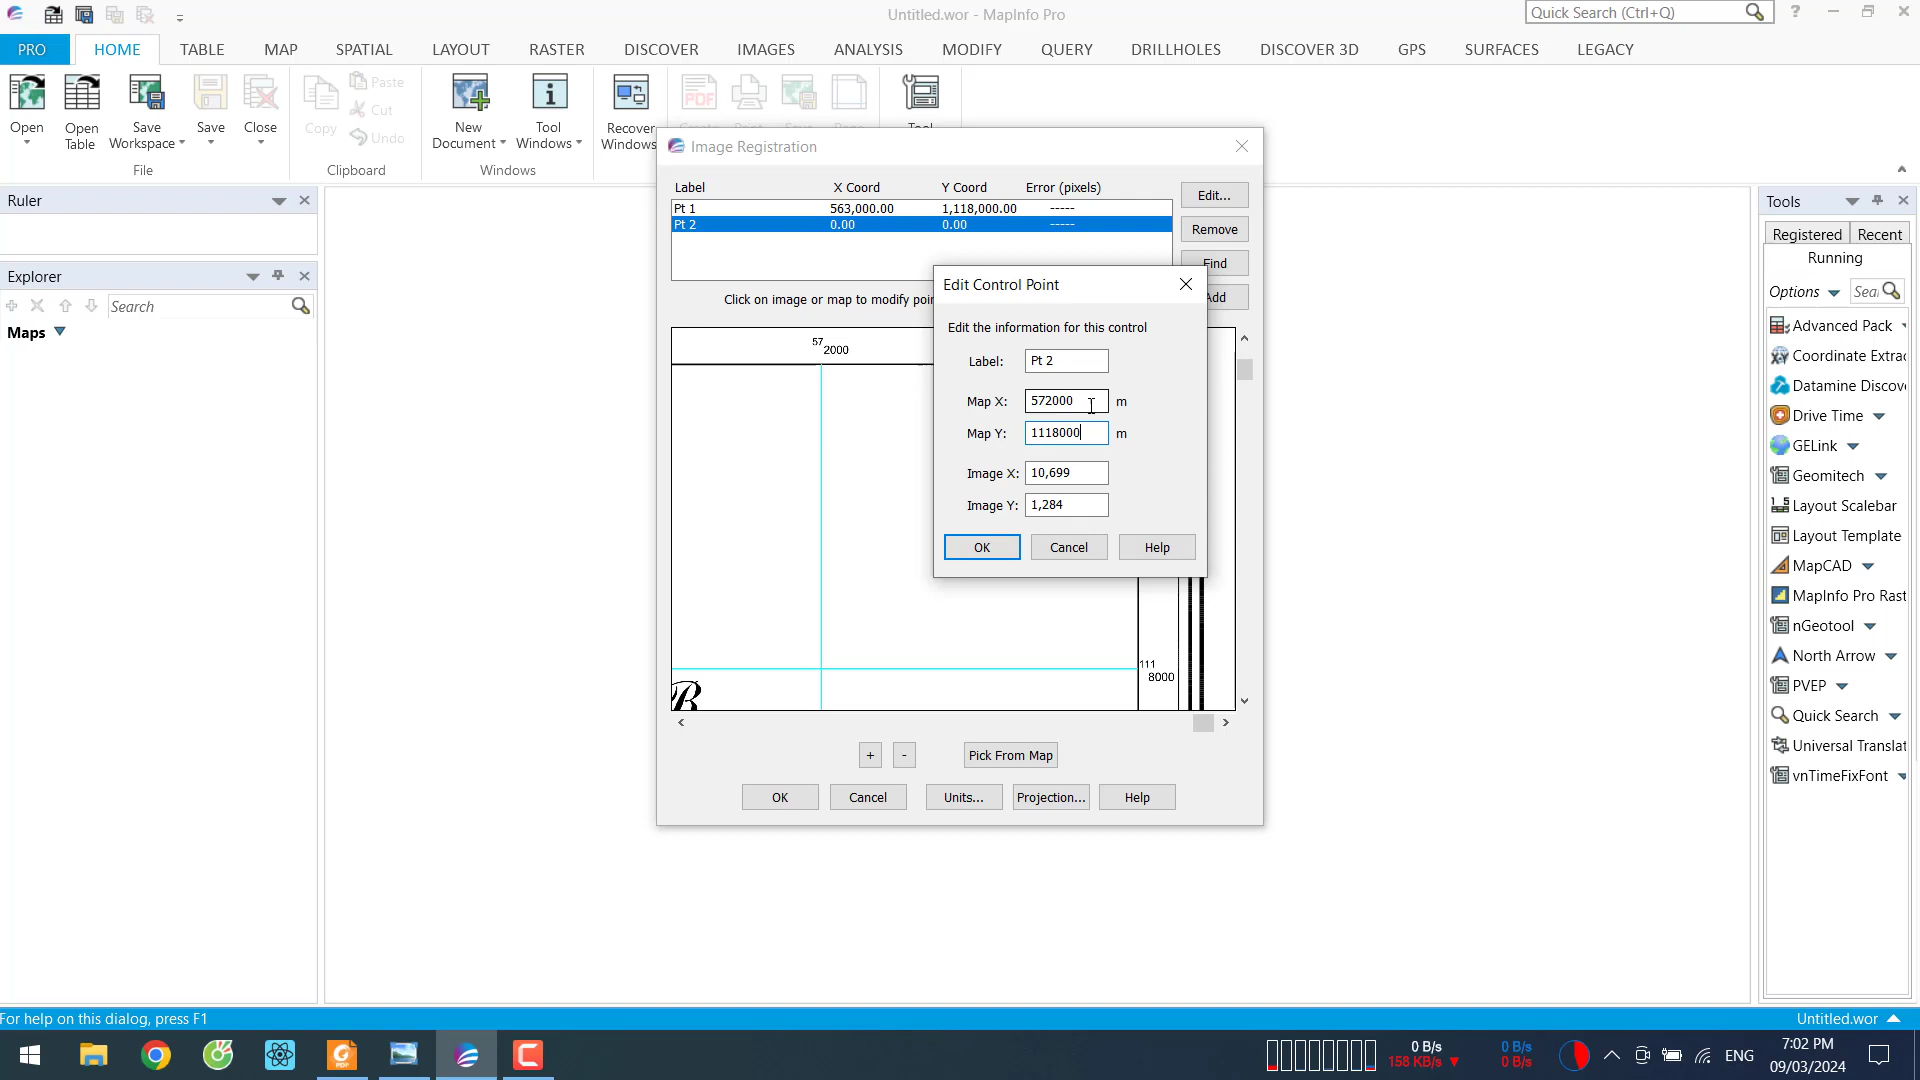 Untitled.wor - MapInfo Pro
Quick Search (Ctrl+Q)
PRO HOME TABLE MAP SPATIAL LAYOUT RASTER DISCOVER IMAGES ANALYSIS MODIFY QUERY DRILLHOLES DISCOVER 3D GPS SURFACES LEGACY
Open
Open Table
Save Workspace
Save
Close
Copy
Paste
Cut
Undo
New Document
Tool Windows
Recover Windows
PDF
Tool
File Clipboard Windows
Ruler
Explorer
Search
Maps
Image Registration
Label X Coord Y Coord Error (pixels)
Pt 1 563,000.00 1,118,000.00 -----
Pt 2 0.00 0.00 -----
Edit...
Remove
Find
Add
Click on image or map to modify poin
57 2000
111
8000
R
Edit Control Point
Edit the information for this control
Label: Pt 2
Map X: 572000 m
Map Y: 1118000 m
Image X: 10,699
Image Y: 1,284
OK Cancel Help
+ - Pick From Map
OK Cancel Units... Projection... Help
Tools
Registered Recent
Running
Options Sea
Advanced Pack
Coordinate Extrac
Datamine Discov
Drive Time
GELink
Geomitech
Layout Scalebar
Layout Template
MapCAD
MapInfo Pro Rast
nGeotool
North Arrow
PVEP
Quick Search
Universal Translat
vnTimeFixFont
For help on this dialog, press F1
Untitled.wor
0 B/s
158 KB/s
0 B/s
0 B/s
ENG
7:02 PM
09/03/2024